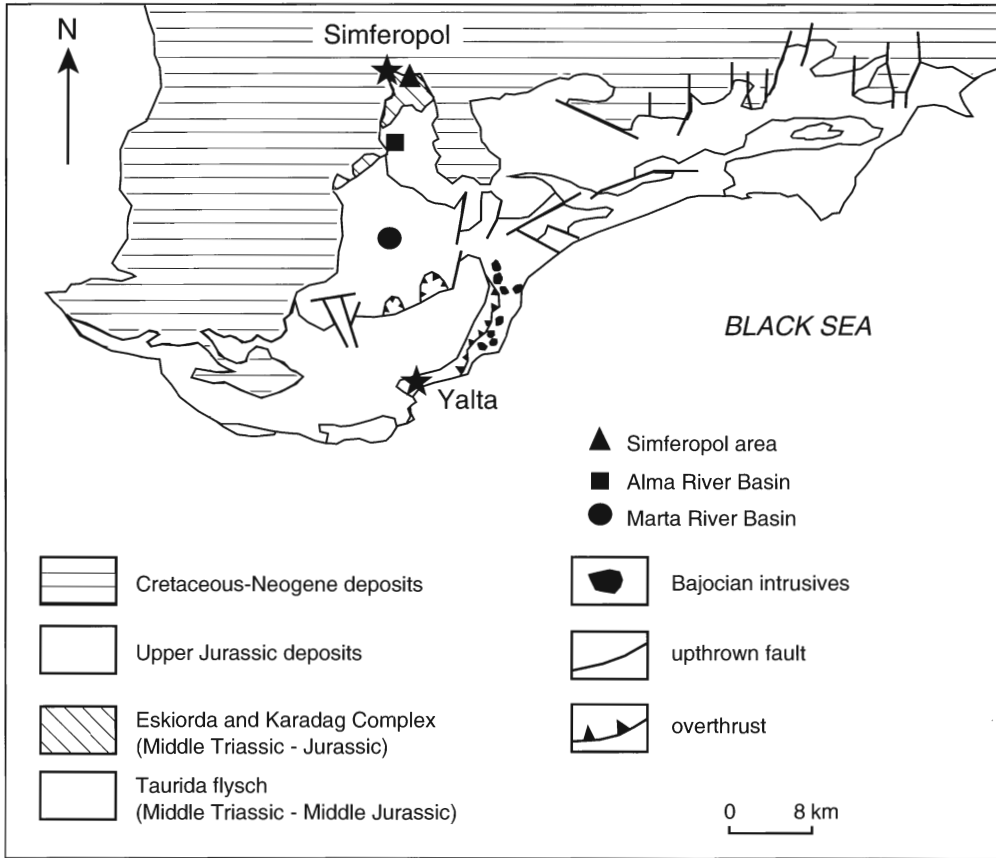 N
Simferopol
BLACK SEA
Yalta
Simferopol area
Alma River Basin
Marta River Basin
Cretaceous-Neogene deposits
Upper Jurassic deposits
Eskiorda and Karadag Complex
(Middle Triassic - Jurassic)
Taurida flysch
(Middle Triassic - Middle Jurassic)
Bajocian intrusives
upthrown fault
overthrust
0 8 km